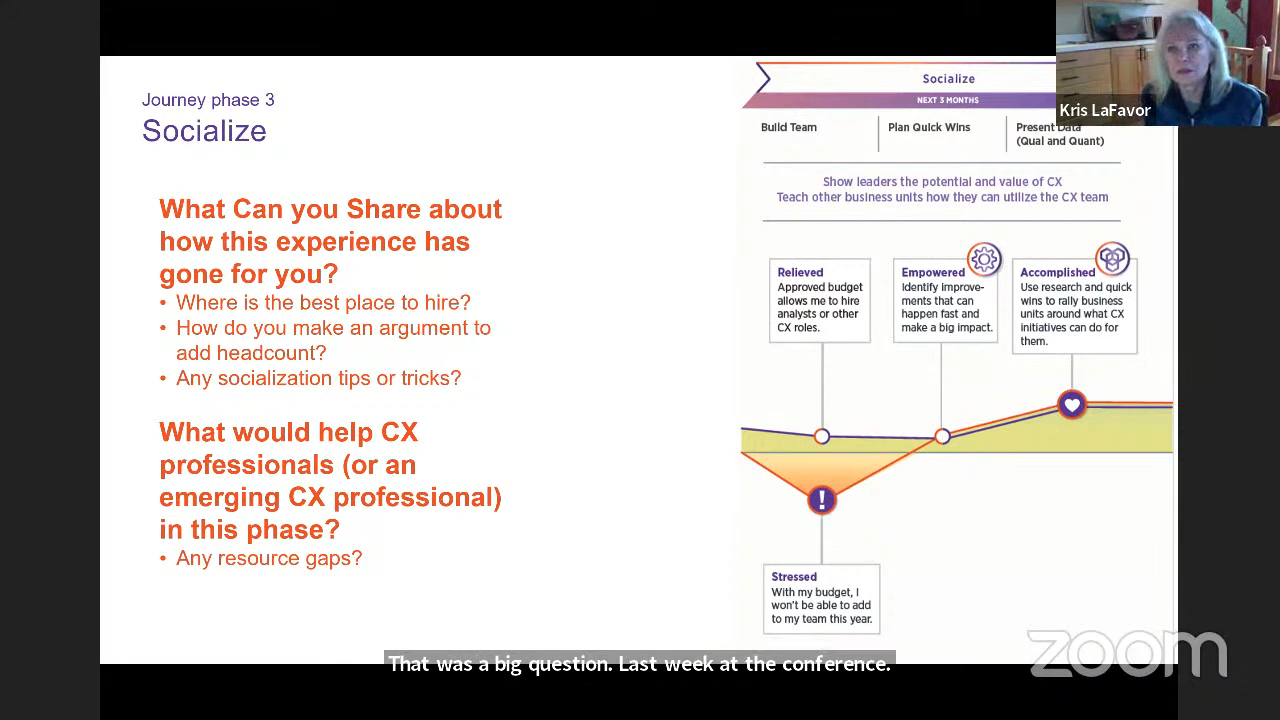 Journey phase 3
Socialize
What Can you Share about
how this experience has
gone for you?
• Where is the best place to hire?
• How do you make an argument to
add headcount?
• Any socialization tips or tricks?
What would help CX
professionals (or an
emerging CX professional)
in this phase?
• Any resource gaps?
Socialize
NEXT 3 MONTHS
Build Team
Plan Quick Wins
Present Data
(Qual and Quant)
Show leaders the potential and value of CX
Teach other business units how they can utilize the CX team
Relieved
Approved budget
allows me to hire
analysts or other
CX roles.
Empowered
Identify improve-
ments that can
happen fast and
make a big impact.
Accomplished
Use research and quick
wins to rally business
units around what CX
initiatives can do for
them.
!
Stressed
With my budget, I
won't be able to add
to my team this year.
Kris LaFavor
That was a big question. Last week at the conference.
zoom